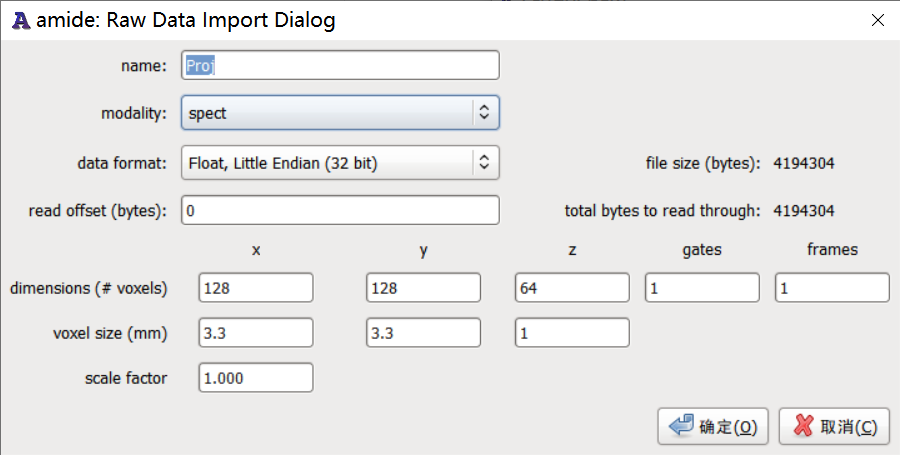 amide: Raw Data Import Dialog
name: Proj
modality: spect
data format: Float, Little Endian (32 bit) file size (bytes): 4194304
read offset (bytes): 0 total bytes to read through: 4194304
x y z gates frames
dimensions (# voxels) 128 128 64 1 1
voxel size (mm) 3.3 3.3 1
scale factor 1.000
确定(O) 取消(C)